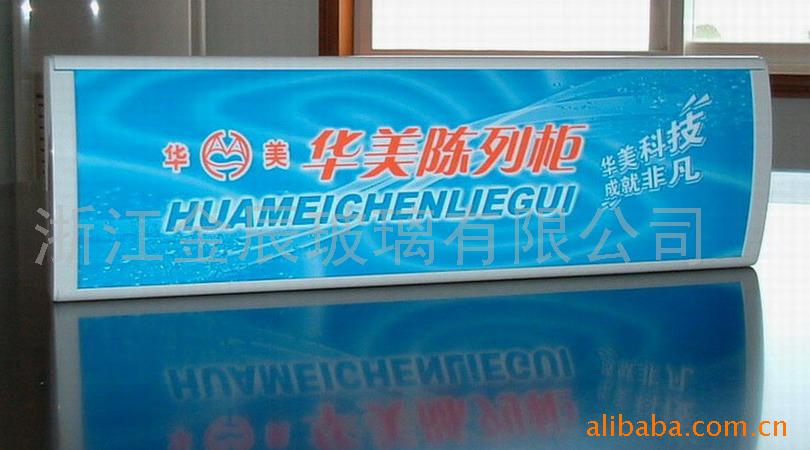 华 美 华美陈列柜
HUAMEICHENLIEGUI
华美科技
成就非凡
浙江金辰玻璃有限公司
alibaba.com.cn